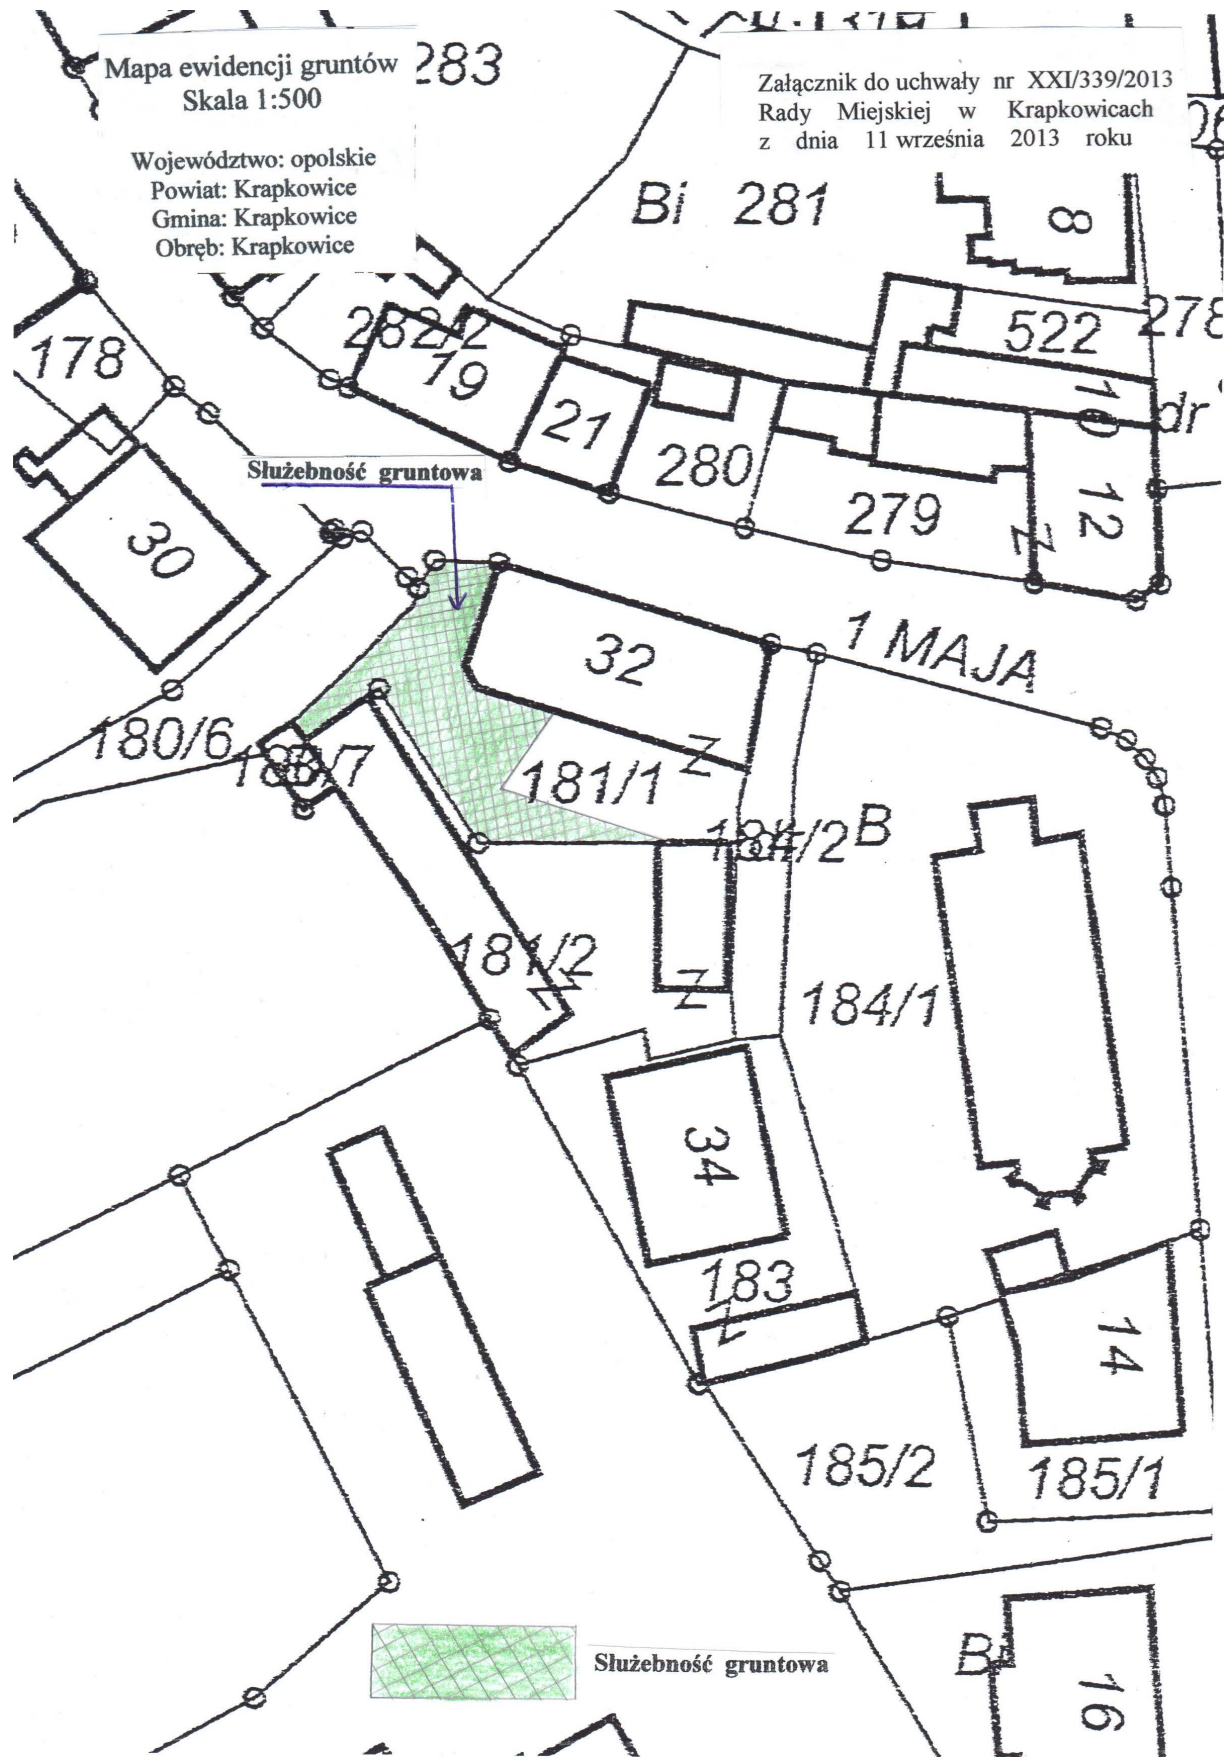 283
Mapa ewidencji gruntów
Skala 1:500
Województwo: opolskie
Powiat: Krapkowice
Gmina: Krapkowice
Obręb: Krapkowice
Załącznik do uchwały nr XXI/339/2013
Rady Miejskiej w Krapkowicach
z dnia 11 września 2013 roku
Bi 281
8
282/2
522
278
178
19
10
dr
21
280
Służebność gruntowa
279
12
30
Z
32
1 MAJA
180/6
Z
181/1
B
181/2
Z
Z
184/1
34
183
Z
14
185/2
185/1
Służebność gruntowa
16